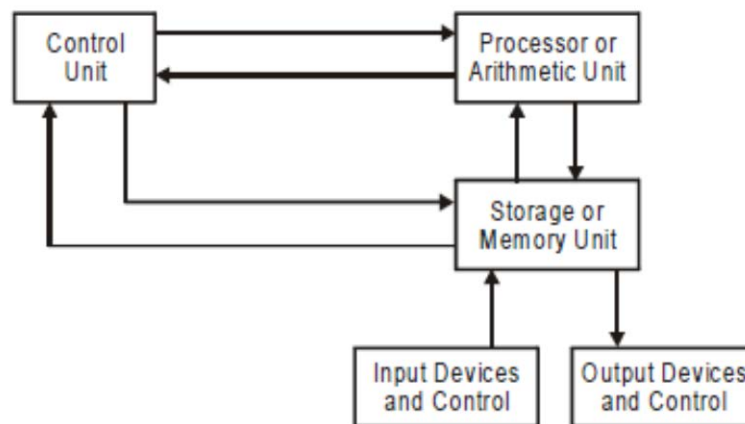 Control
Unit
Processor or
Arithmetic Unit
Storage or
Memory Unit
Input Devices
and Control
Output Devices
and Control